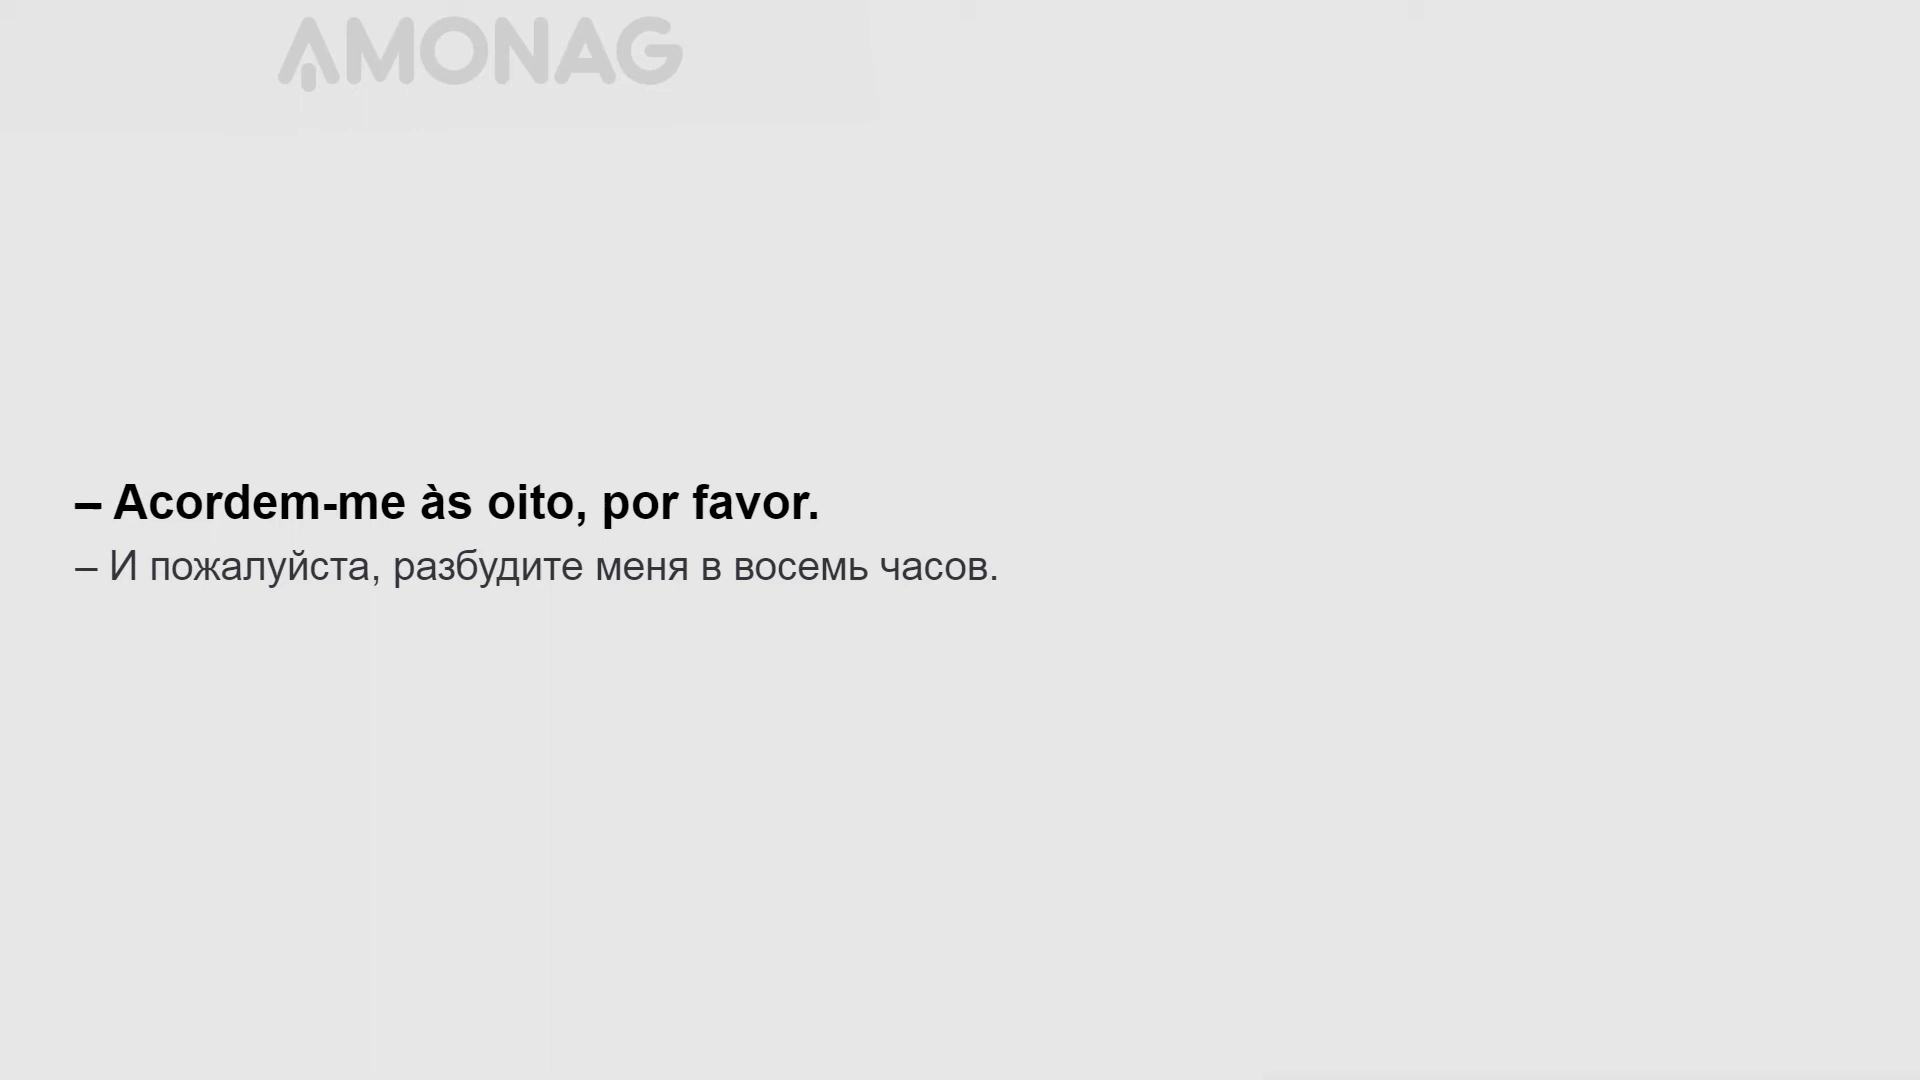 AMONAG
– Acordem-me às oito, por favor.
– И пожалуйста, разбудите меня в восемь часов.